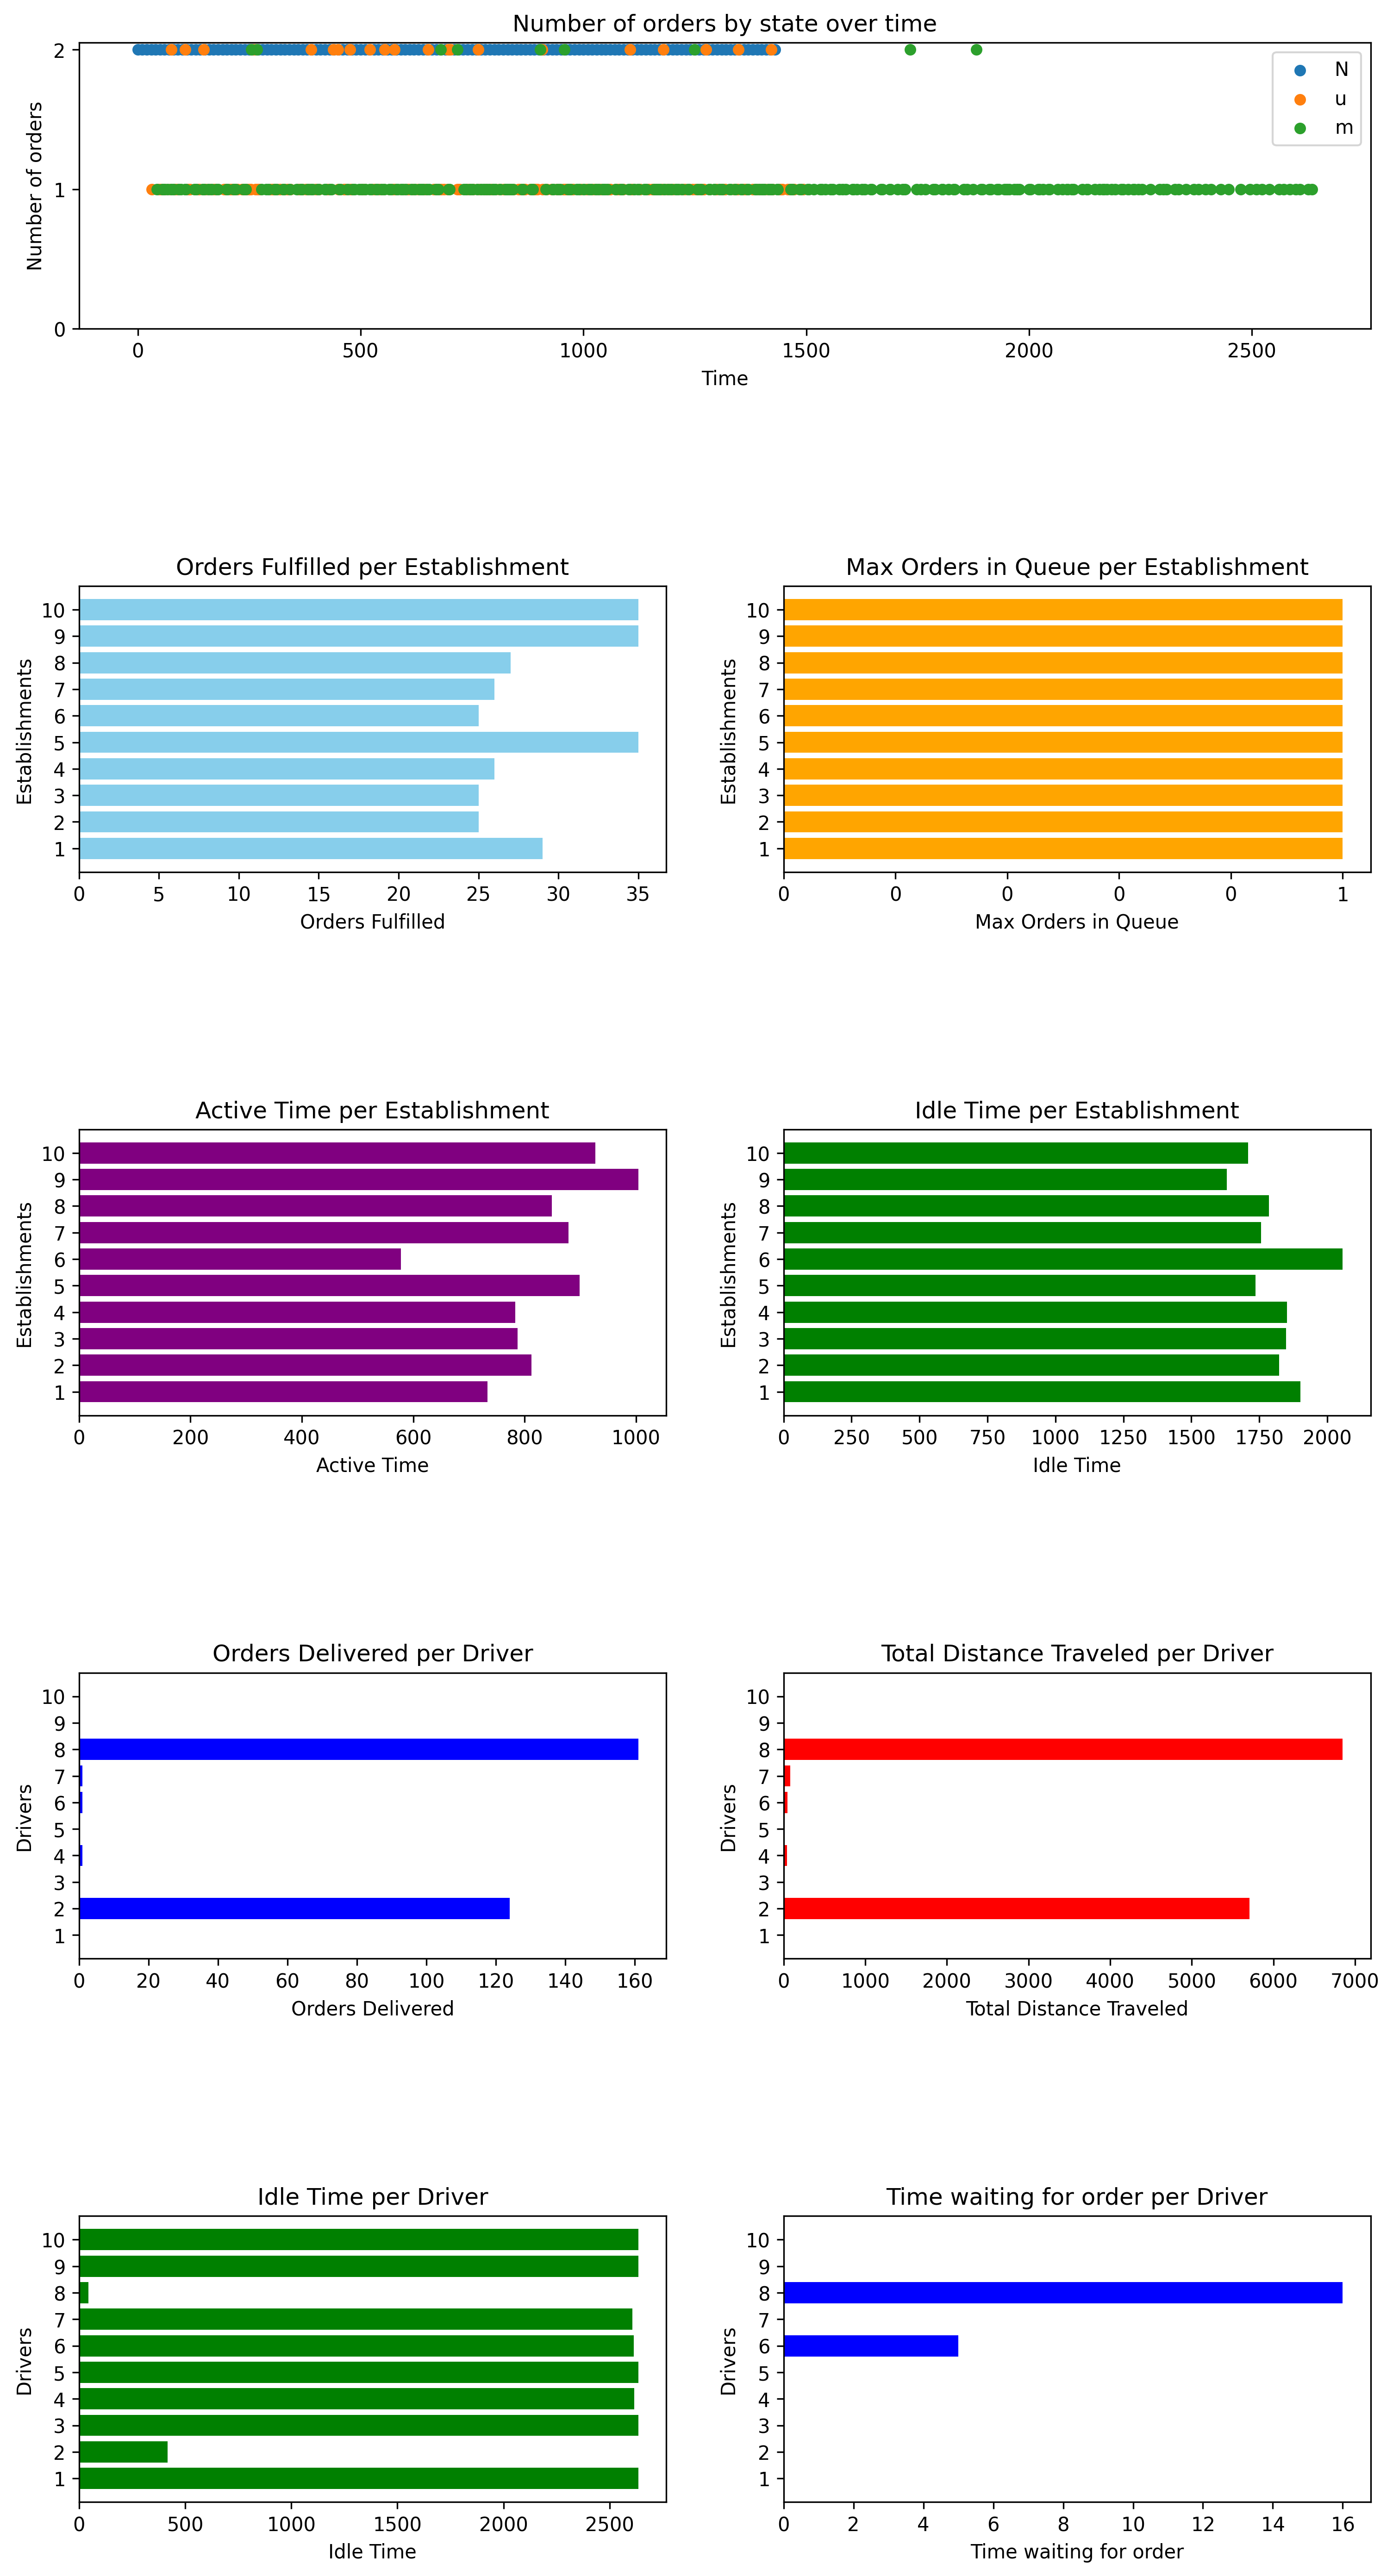 Number of orders by state over time
2
1
0
Number of orders
N
u
m
0 500 1000 1500 2000 2500
Time
Orders Fulfilled per Establishment
10
9
8
7
6
5
4
3
2
1
Establishments
0 5 10 15 20 25 30 35
Orders Fulfilled
Max Orders in Queue per Establishment
10
9
8
7
6
5
4
3
2
1
Establishments
0 0 0 0 0 1
Max Orders in Queue
Active Time per Establishment
10
9
8
7
6
5
4
3
2
1
Establishments
0 200 400 600 800 1000
Active Time
Idle Time per Establishment
10
9
8
7
6
5
4
3
2
1
Establishments
0 250 500 750 1000 1250 1500 1750 2000
Idle Time
Orders Delivered per Driver
10
9
8
7
6
5
4
3
2
1
Drivers
0 20 40 60 80 100 120 140 160
Orders Delivered
Total Distance Traveled per Driver
10
9
8
7
6
5
4
3
2
1
Drivers
0 1000 2000 3000 4000 5000 6000 7000
Total Distance Traveled
Idle Time per Driver
10
9
8
7
6
5
4
3
2
1
Drivers
0 500 1000 1500 2000 2500
Idle Time
Time waiting for order per Driver
10
9
8
7
6
5
4
3
2
1
Drivers
0 2 4 6 8 10 12 14 16
Time waiting for order